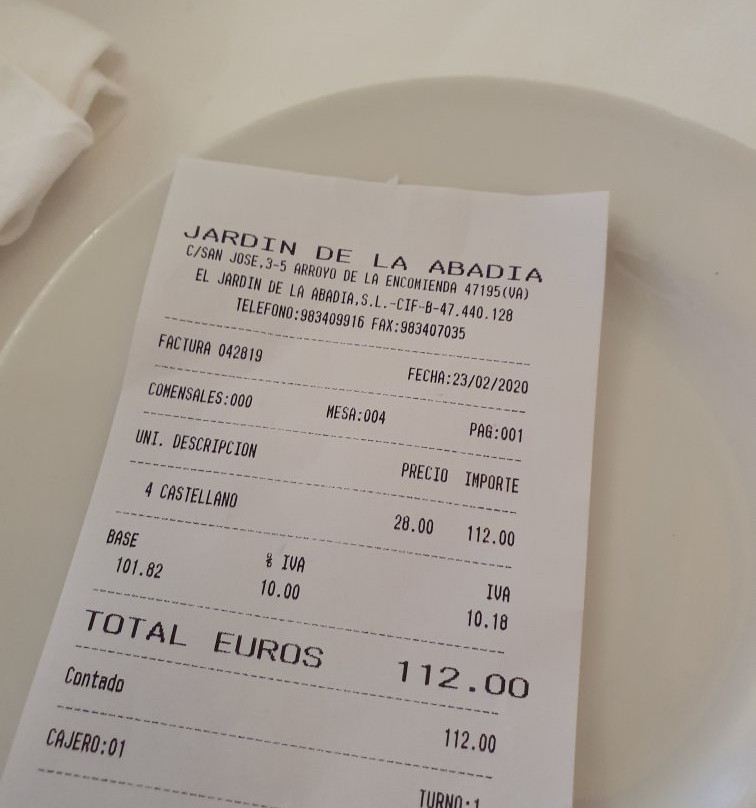 JARDIN DE LA ABADIA
C/SAN JOSE,3-5 ARROYO DE LA ENCOMIENDA 47195(VA)
EL JARDIN DE LA ABADIA,S.L.-CIF-B-47.440.128
TELEFONO:983409916 FAX:983407035
FACTURA 042819 FECHA:23/02/2020
COMENSALES:000 MESA:004 PAG:001
UNI. DESCRIPCION PRECIO IMPORTE
4 CASTELLANO 28.00 112.00
BASE % IVA IVA
101.82 10.00 10.18
TOTAL EUROS 112.00
Contado 112.00
CAJERO:01 TURNO:1